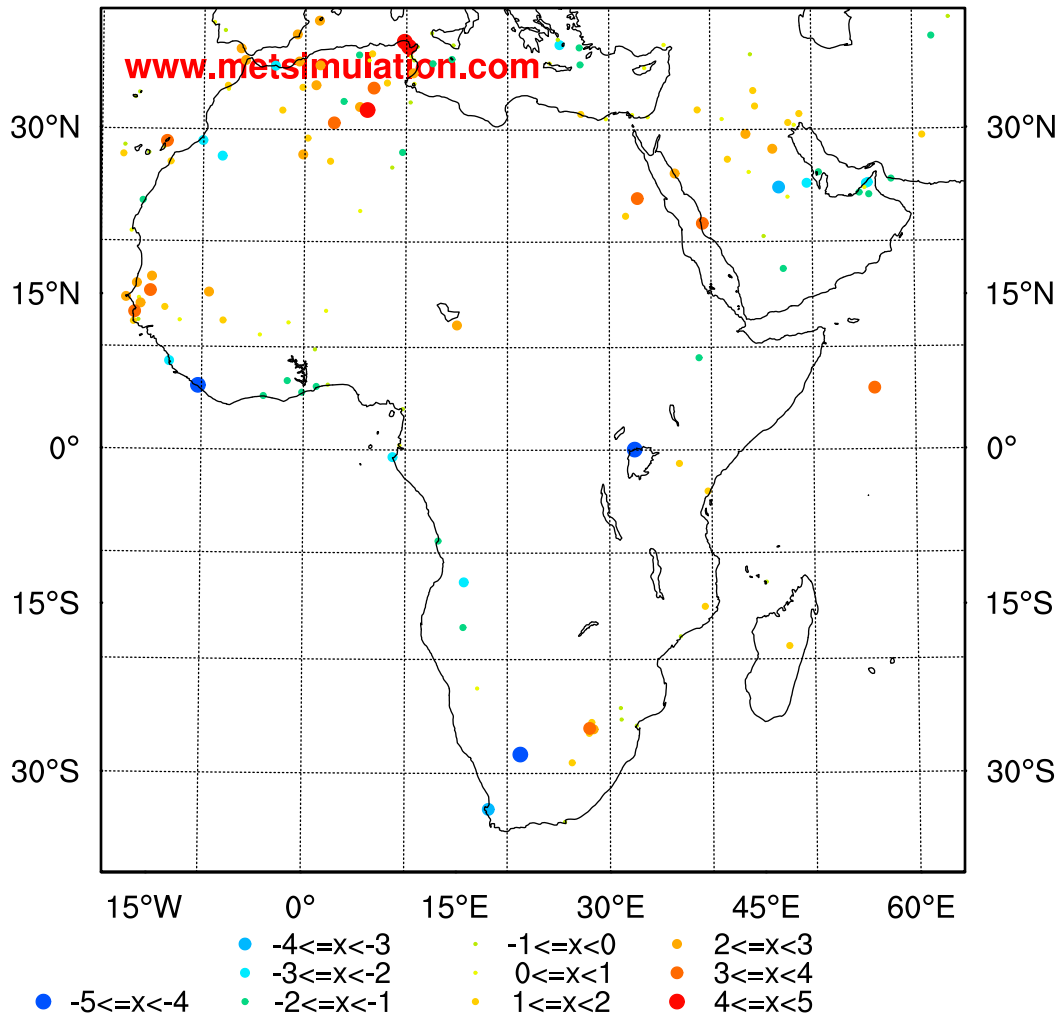 www.metsimulation.com
30°N 30°N
15°N 15°N
0° 0°
15°S 15°S
30°S 30°S
15°W 0° 15°E 30°E 45°E 60°E
-4<=x<-3 -1<=x<0 2<=x<3
-3<=x<-2 0<=x<1 3<=x<4
-5<=x<-4 -2<=x<-1 1<=x<2 4<=x<5